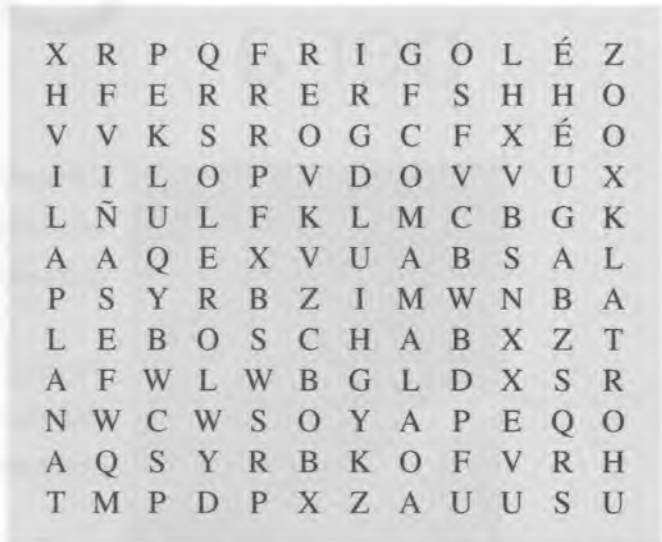 X R P Q F R I G O L É Z
H F E R R E R F S H H O
V V K S R O G C F X É O
I I L O P V D O V V U X
L Ñ U L F K L M C B G K
A A Q E X V U A B S A L
P S Y R B Z I M W N B A
L E B O S C H A B X Z T
A F W L W B G L D X S R
N W C W S O Y A P E Q O
A Q S Y R B K O F V R H
T M P D P X Z A U U S U